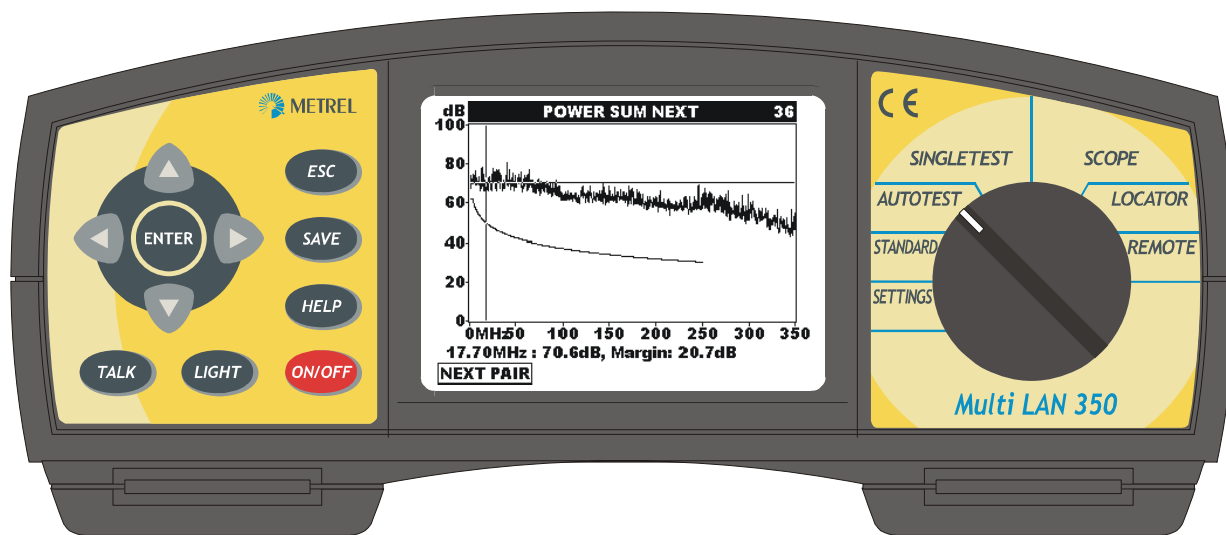 METREL
ESC
SAVE
HELP
ENTER
TALK
LIGHT
ON/OFF
dB POWER SUM NEXT 36
100
80
60
40
20
0
0MHz 50 100 150 200 250 300 350
17.70MHz : 70.6dB, Margin: 20.7dB
NEXT PAIR
CE
SINGLETEST
SCOPE
AUTOTEST
LOCATOR
STANDARD
REMOTE
SETTINGS
Multi LAN 350